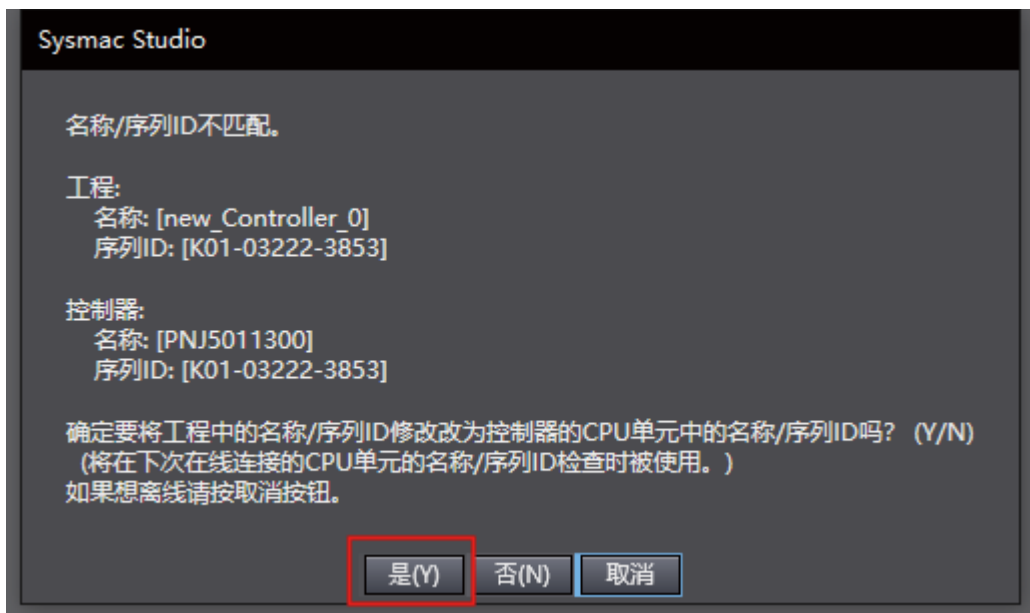 Sysmac Studio
名称/序列ID不匹配。
工程:
名称: [new_Controller_0]
序列ID: [K01-03222-3853]
控制器:
名称: [PNJ5011300]
序列ID: [K01-03222-3853]
确定要将工程中的名称/序列ID修改改为控制器的CPU单元中的名称/序列ID吗? (Y/N)
(将在下次在线连接的CPU单元的名称/序列ID检查时被使用。)
如果想离线请按取消按钮。
是(Y) 否(N) 取消